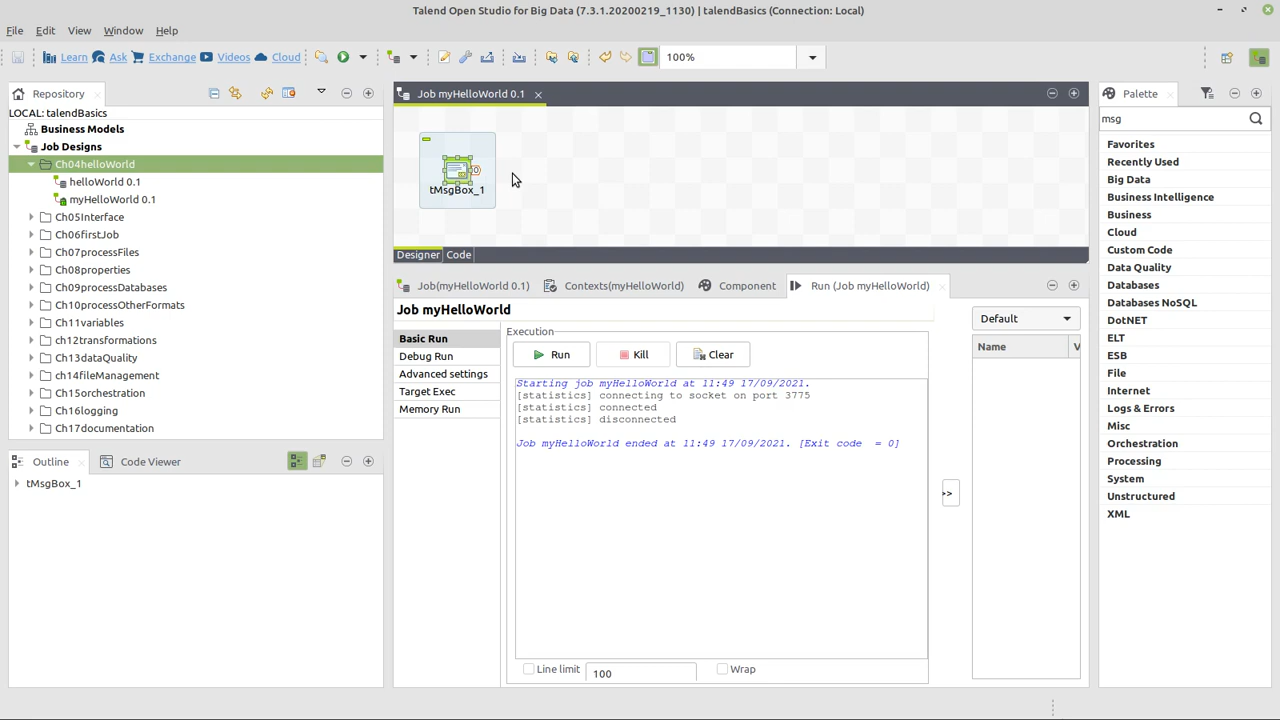 Talend Open Studio for Big Data (7.3.1.20200219_1130) | talendBasics (Connection: Local)
File Edit View Window Help
Learn Ask Exchange Videos Cloud 100%
Repository
LOCAL: talendBasics
Business Models
Job Designs
Ch04helloWorld
helloWorld 0.1
myHelloWorld 0.1
Ch05Interface
Ch06firstJob
Ch07processFiles
Ch08properties
Ch09processDatabases
Ch10processOtherFormats
Ch11variables
ch12transformations
Ch13dataQuality
ch14fileManagement
Ch15orchestration
Ch16logging
Ch17documentation
Outline Code Viewer
tMsgBox_1
Job myHelloWorld 0.1
tMsgBox_1
Designer Code
Job(myHelloWorld 0.1) Contexts(myHelloWorld) Component Run (Job myHelloWorld)
Job myHelloWorld
Basic Run
Debug Run
Advanced settings
Target Exec
Memory Run
Execution
Run Kill Clear
Starting job myHelloWorld at 11:49 17/09/2021.
[statistics] connecting to socket on port 3775
[statistics] connected
[statistics] disconnected
Job myHelloWorld ended at 11:49 17/09/2021. [Exit code  = 0]
Line limit 100 Wrap
>>
Default
Name V
Palette
msg
Favorites
Recently Used
Big Data
Business Intelligence
Business
Cloud
Custom Code
Data Quality
Databases
Databases NoSQL
DotNET
ELT
ESB
File
Internet
Logs & Errors
Misc
Orchestration
Processing
System
Unstructured
XML